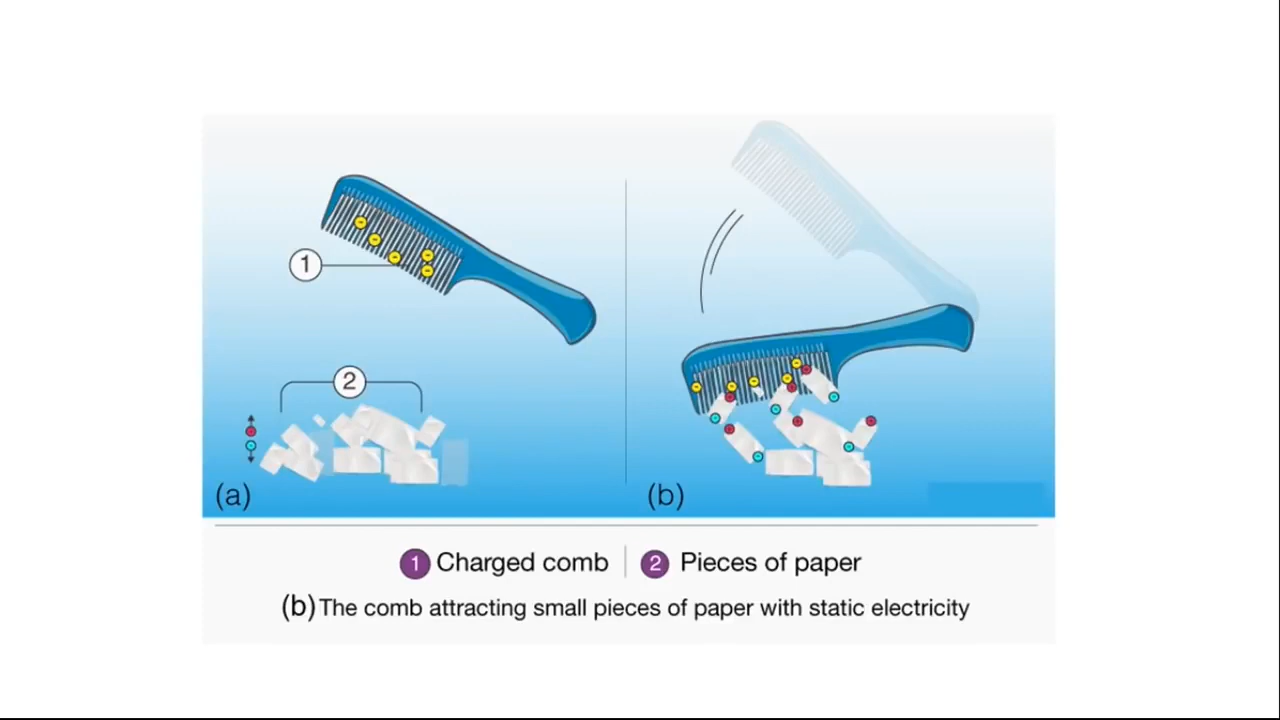 1
2
(a)
(b)
1 Charged comb | 2 Pieces of paper
(b) The comb attracting small pieces of paper with static electricity